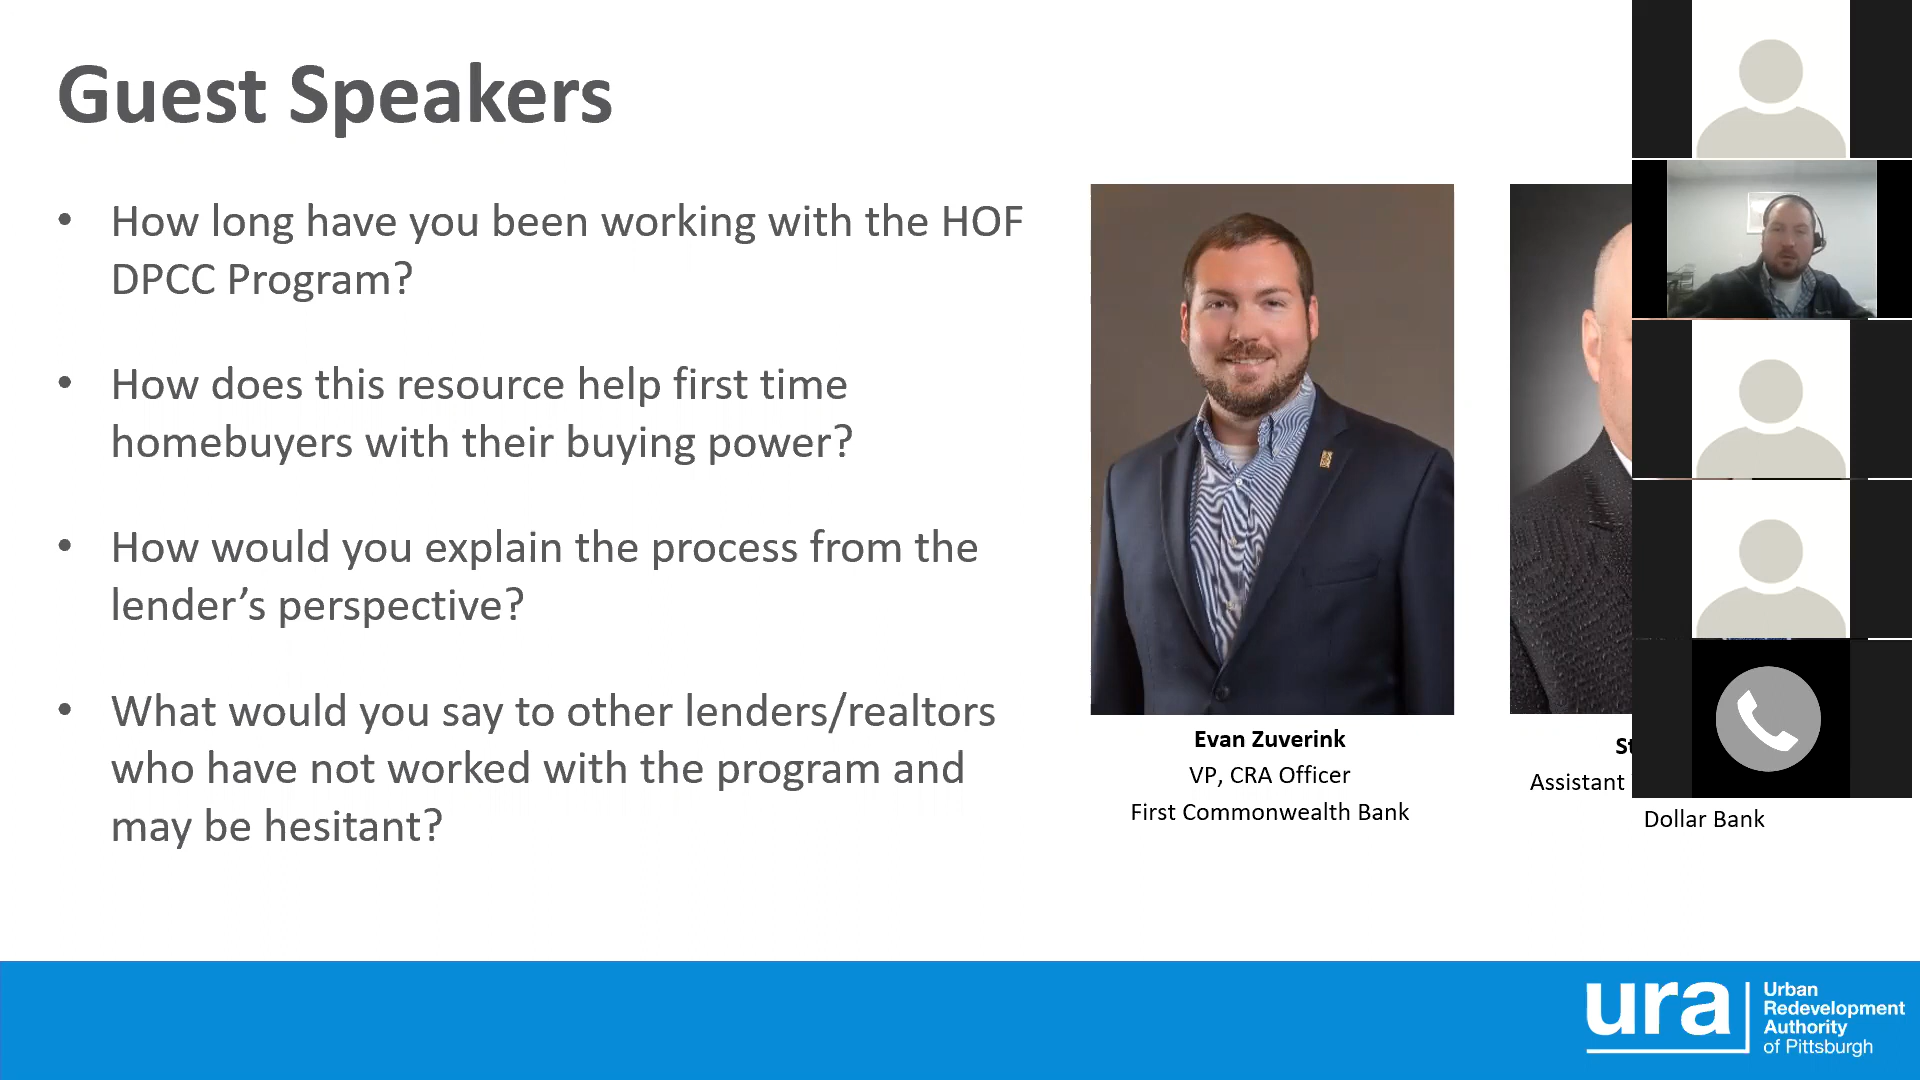 Guest Speakers
• How long have you been working with the HOF
DPCC Program?
• How does this resource help first time
homebuyers with their buying power?
• How would you explain the process from the
lender’s perspective?
• What would you say to other lenders/realtors
who have not worked with the program and
may be hesitant?
Evan Zuverink
VP, CRA Officer
First Commonwealth Bank
Assistant
Dollar Bank
ura
Urban
Redevelopment
Authority
of Pittsburgh